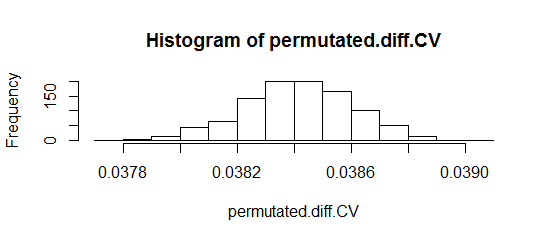 Histogram of permutated.diff.CV
Frequency
150
0
0.0378 0.0382 0.0386 0.0390
permutated.diff.CV